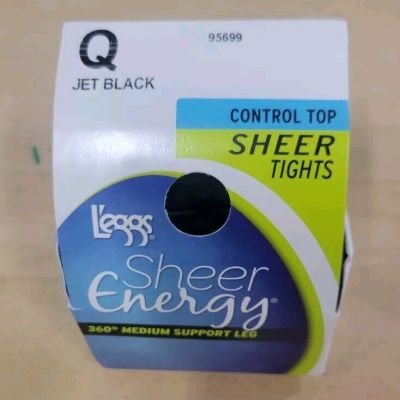 Q
95699
JET BLACK
CONTROL TOP
SHEER
TIGHTS
L'eggs®
Sheer
Energy®
360° MEDIUM SUPPORT LEG